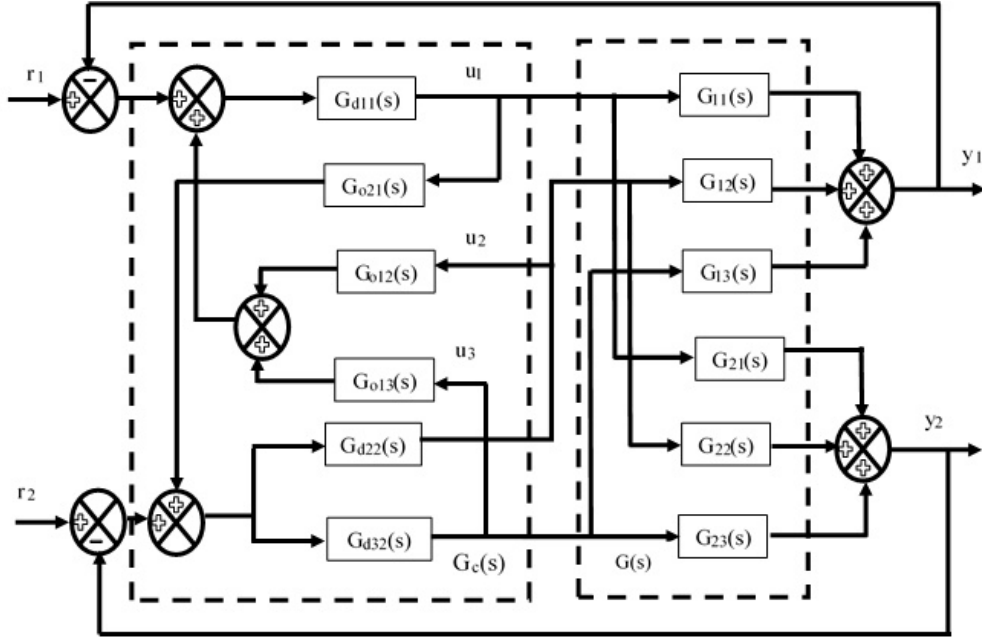 r1
u1
Gd11(s)
G11(s)
y1
Go21(s)
G12(s)
u2
Go12(s)
G13(s)
u3
Go13(s)
G21(s)
Gd22(s)
G22(s)
y2
r2
Gd32(s)
G23(s)
Gc(s)
G(s)